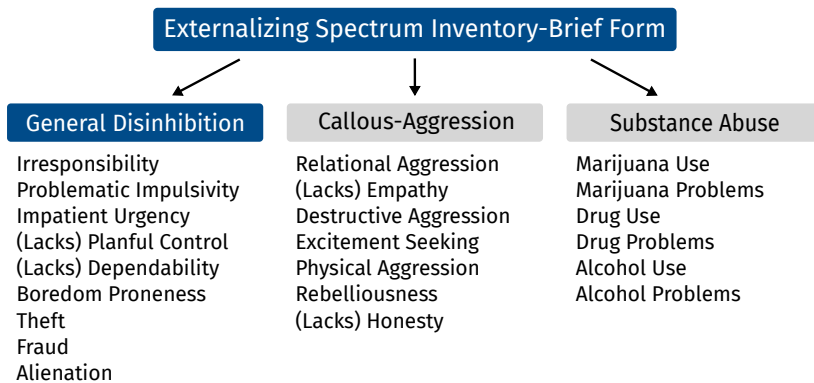 Externalizing Spectrum Inventory-Brief Form
General Disinhibition
Irresponsibility
Problematic Impulsivity
Impatient Urgency
(Lacks) Planful Control
(Lacks) Dependability
Boredom Proneness
Theft
Fraud
Alienation
Callous-Aggression
Relational Aggression
(Lacks) Empathy
Destructive Aggression
Excitement Seeking
Physical Aggression
Rebelliousness
(Lacks) Honesty
Substance Abuse
Marijuana Use
Marijuana Problems
Drug Use
Drug Problems
Alcohol Use
Alcohol Problems